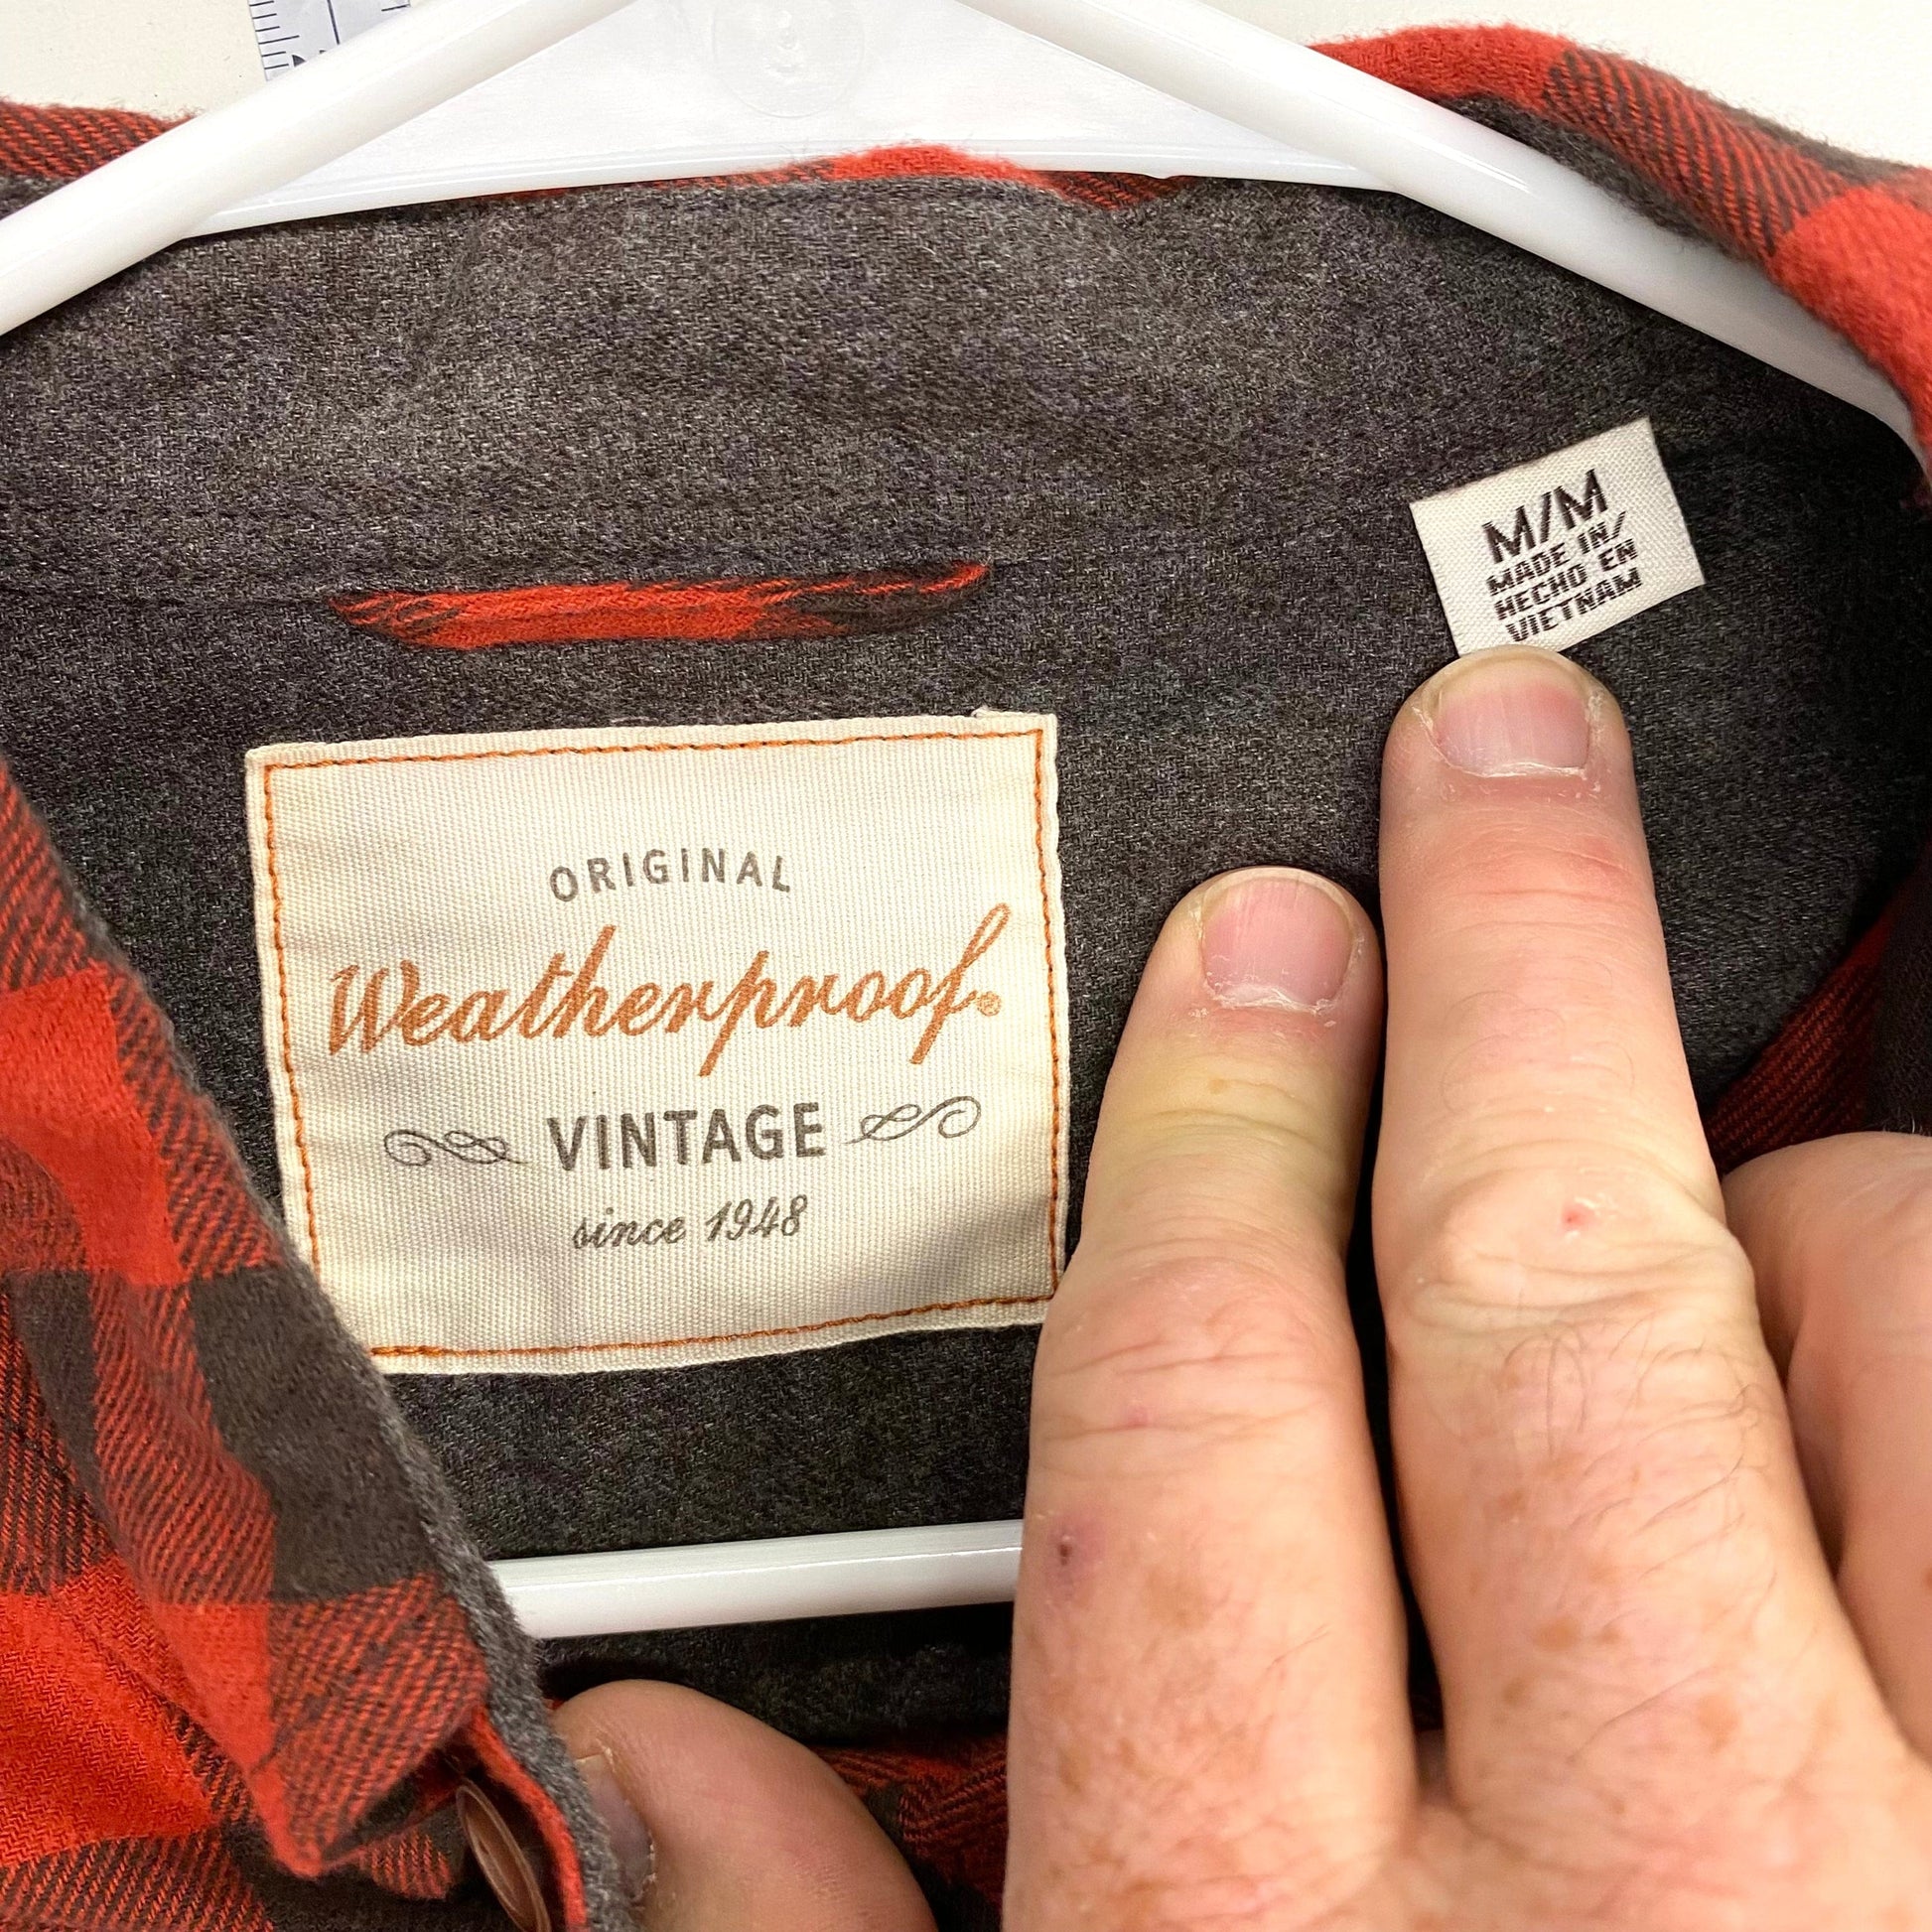 M/M
MADE IN/
HECHO EN
VIETNAM
ORIGINAL
Weatherproof.
VINTAGE
since 1948